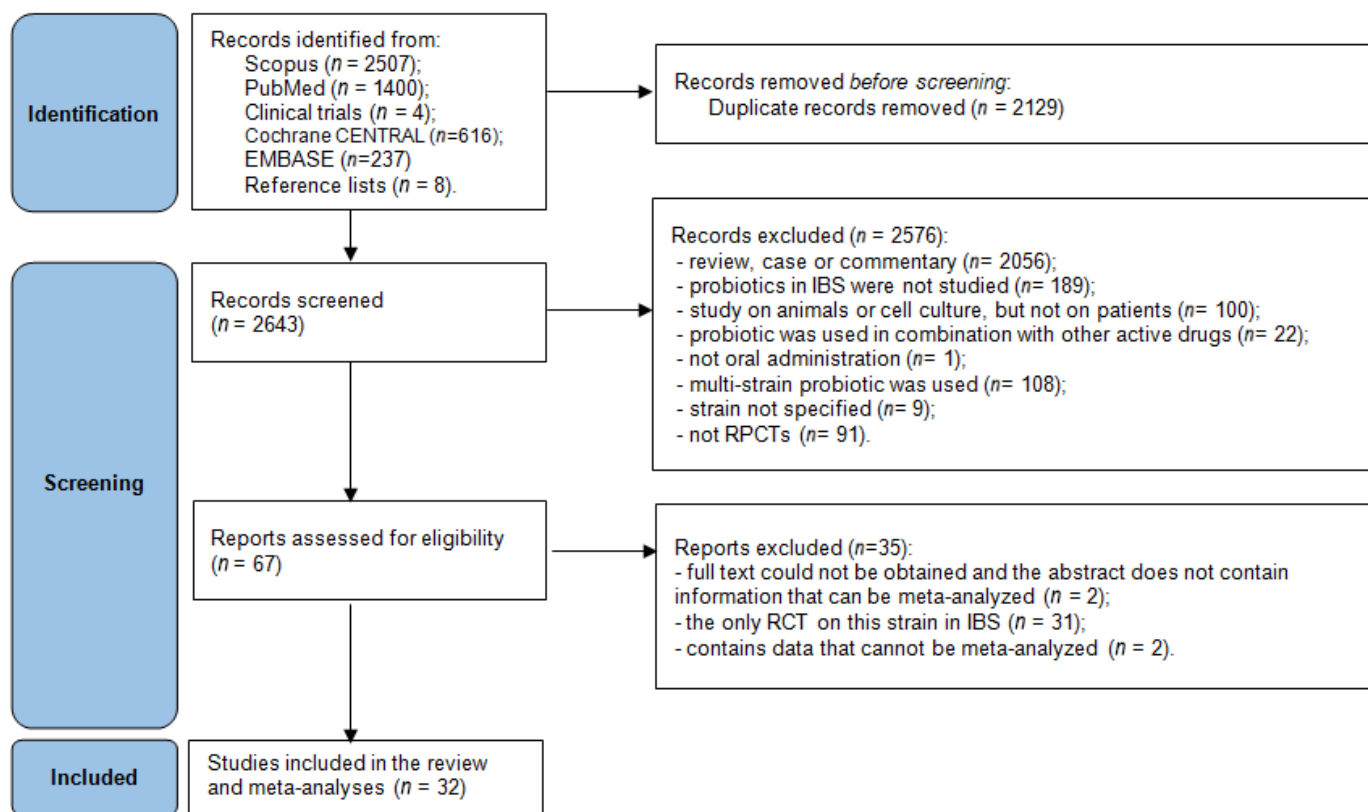 Identification
Records identified from:
Scopus (n = 2507);
PubMed (n = 1400);
Clinical trials (n = 4);
Cochrane CENTRAL (n=616);
EMBASE (n=237)
Reference lists (n = 8).
Records removed before screening:
Duplicate records removed (n = 2129)
Screening
Records screened
(n = 2643)
Records excluded (n = 2576):
- review, case or commentary (n= 2056);
- probiotics in IBS were not studied (n= 189);
- study on animals or cell culture, but not on patients (n= 100);
- probiotic was used in combination with other active drugs (n= 22);
- not oral administration (n= 1);
- multi-strain probiotic was used (n= 108);
- strain not specified (n= 9);
- not RPCTs (n= 91).
Reports assessed for eligibility
(n = 67)
Reports excluded (n=35):
- full text could not be obtained and the abstract does not contain
information that can be meta-analyzed (n = 2);
- the only RCT on this strain in IBS (n = 31);
- contains data that cannot be meta-analyzed (n = 2).
Included
Studies included in the review
and meta-analyses (n = 32)